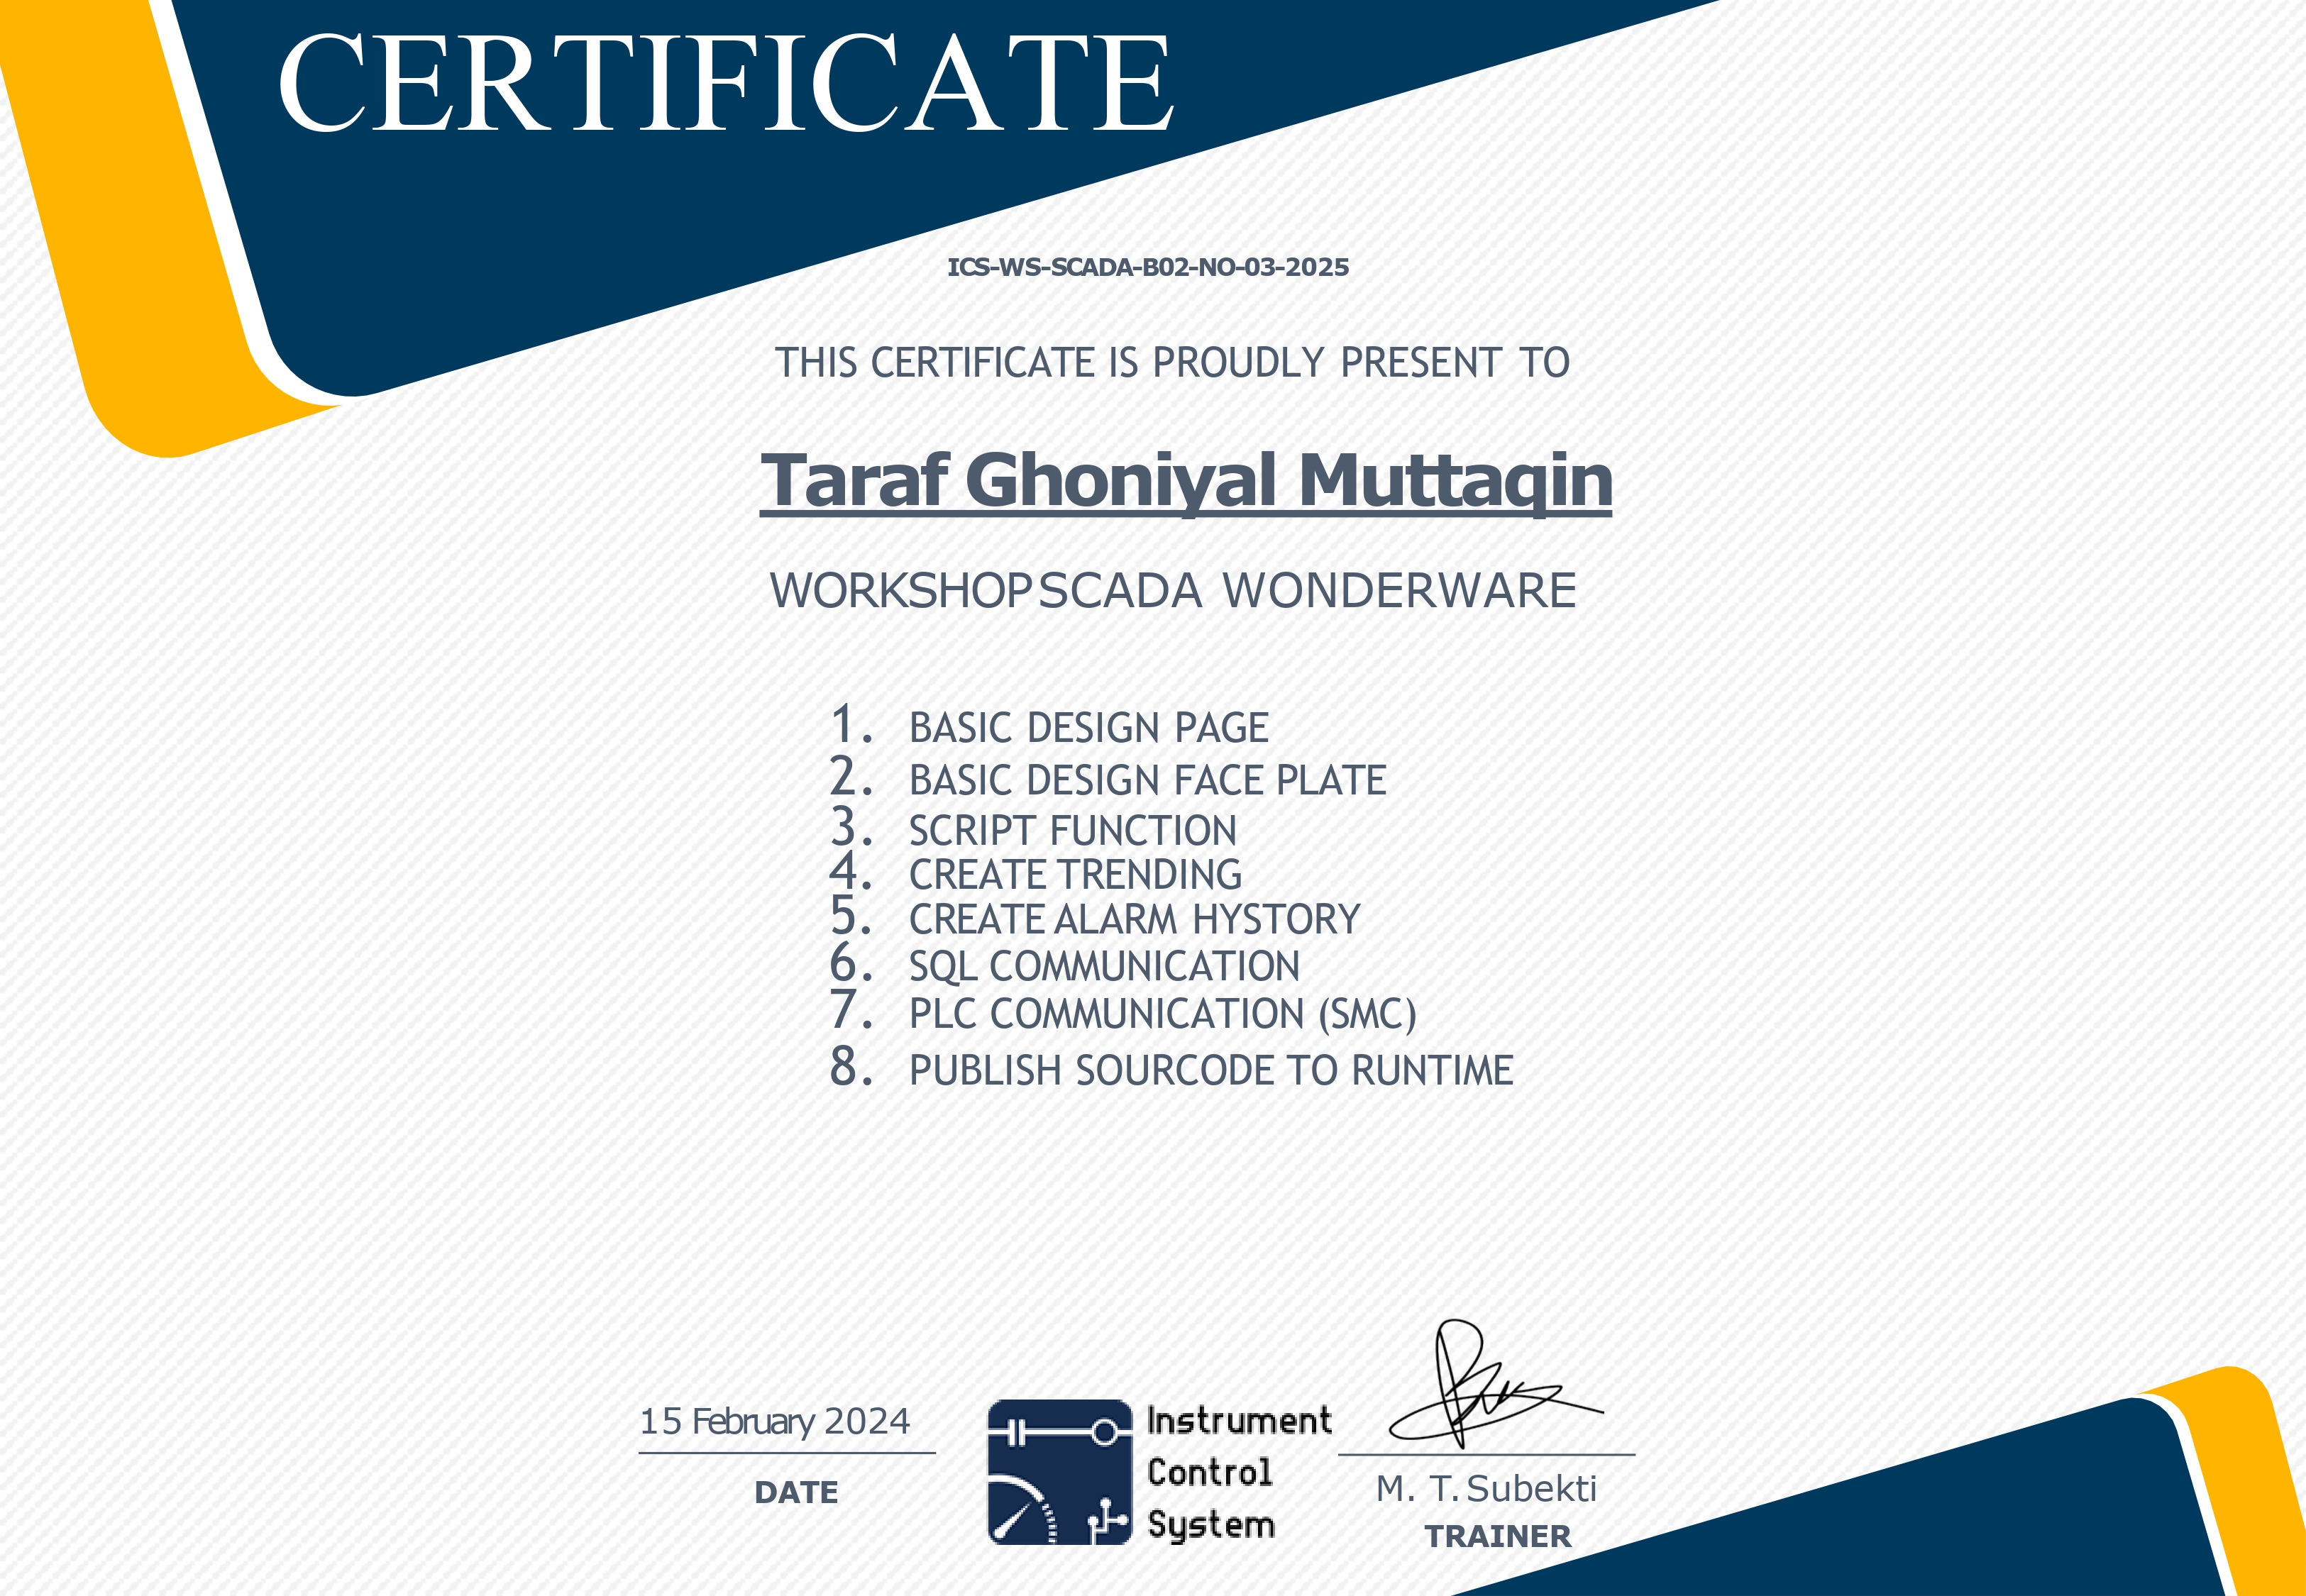 CERTIFICATE
ICS-WS-SCADA-B02-NO-03-2025
THIS CERTIFICATE IS PROUDLY PRESENT TO
Taraf Ghoniyal Muttaqin
WORKSHOP SCADA WONDERWARE
1. BASIC DESIGN PAGE
2. BASIC DESIGN FACE PLATE
3. SCRIPT FUNCTION
4. CREATE TRENDING
5. CREATE ALARM HYSTORY
6. SQL COMMUNICATION
7. PLC COMMUNICATION (SMC)
8. PUBLISH SOURCODE TO RUNTIME
15 February 2024
DATE
Instrument
Control
System
M. T. Subekti
TRAINER